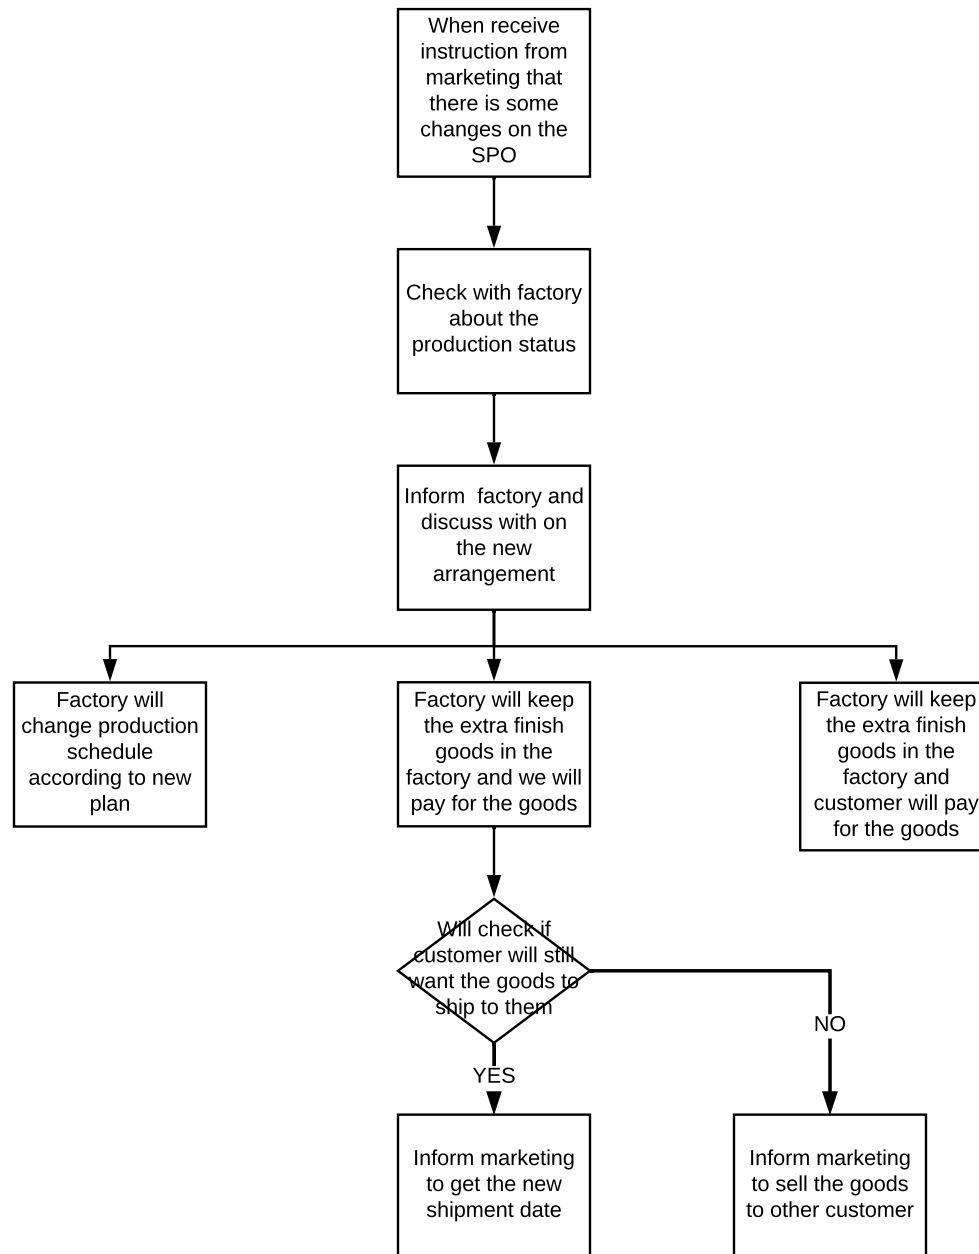 When receive
instruction from
marketing that
there is some
changes on the
SPO
Check with factory
about the
production status
Inform  factory and
discuss with on
the new
arrangement
Factory will
change production
schedule
according to new
plan
Factory will keep
the extra finish
goods in the
factory and we will
pay for the goods
Factory will keep
the extra finish
goods in the
factory and
customer will pay
for the goods
Will check if
customer will still
want the goods to
ship to them
NO
YES
Inform marketing
to get the new
shipment date
Inform marketing
to sell the goods
to other customer